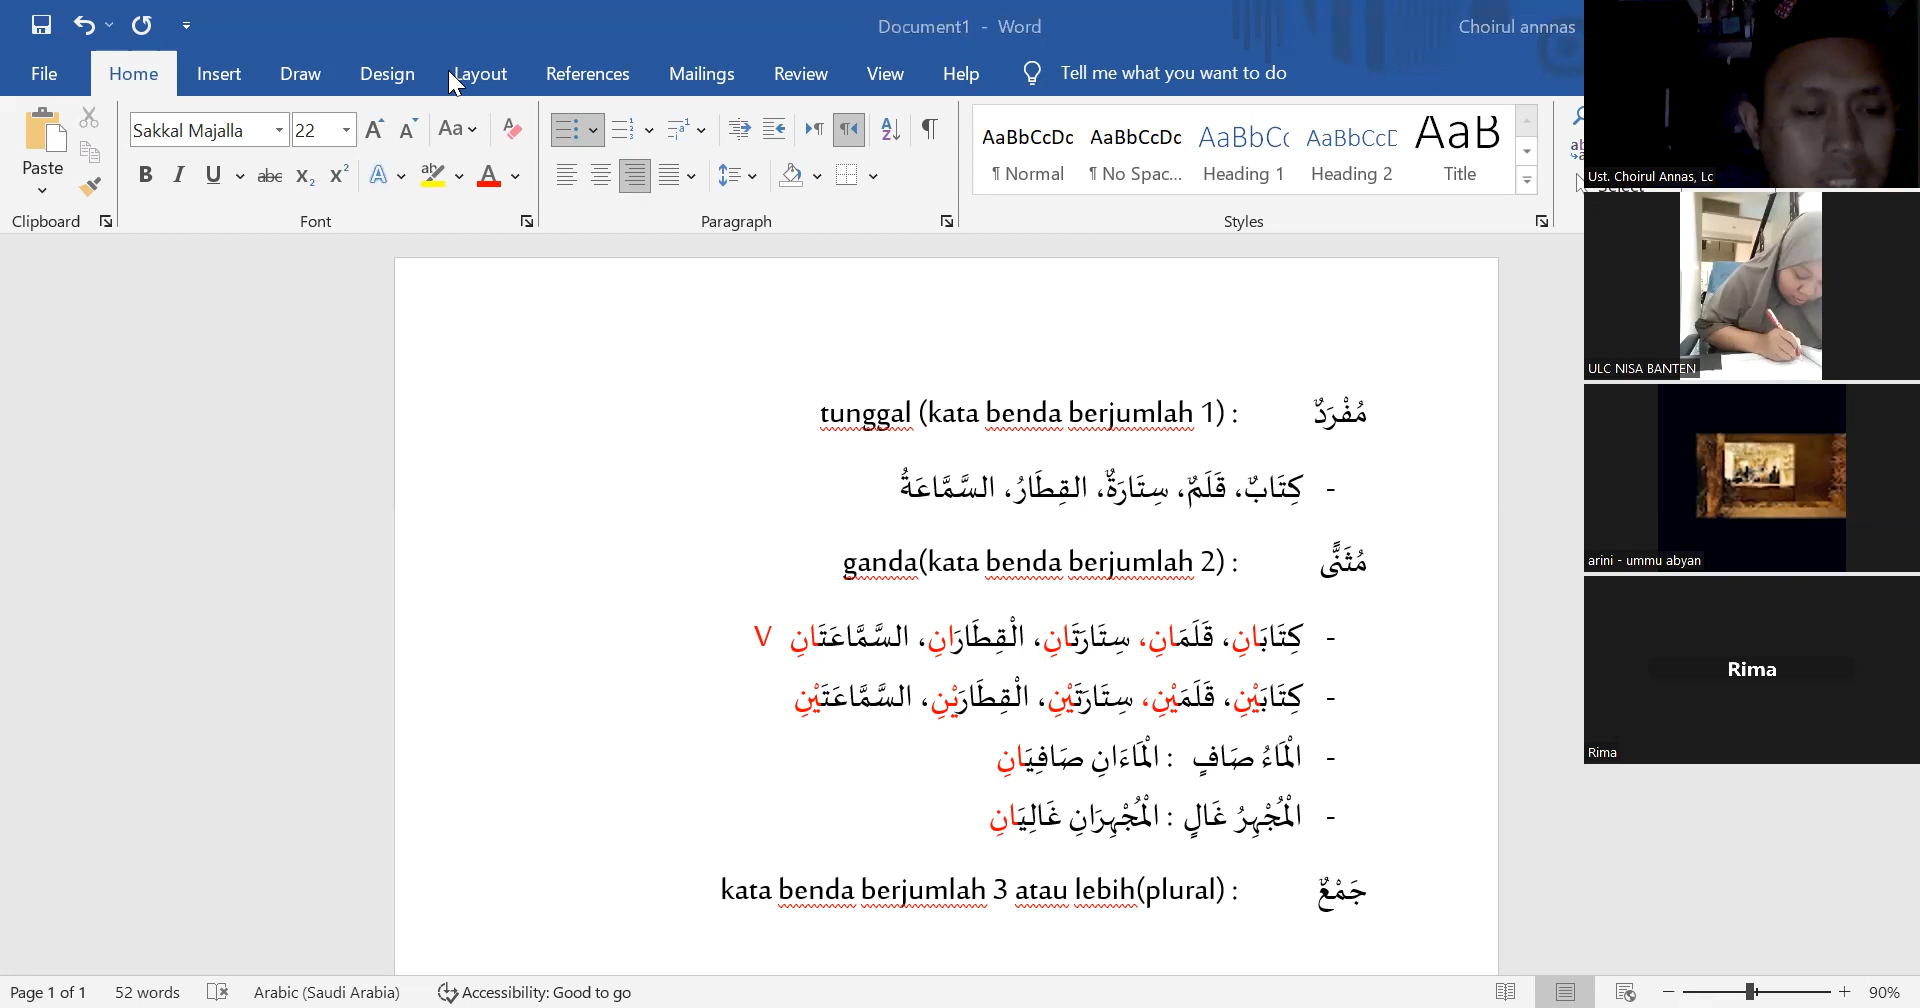 Document1 - Word
Choirul annnas
File Home Insert Draw Design Layout References Mailings Review View Help Tell me what you want to do
Sakkal Majalla 22
Paste
AaBbCcDc AaBbCcDc AaBbCc AaBbCcD AaB
¶ Normal ¶ No Spac... Heading 1 Heading 2 Title
Clipboard Font Paragraph Styles
مُفْرَدٌ tunggal (kata benda berjumlah 1) :
- كِتَابٌ، قَلَمٌ، سِتَارَةٌ، القِطَارُ، السَّمَّاعَةُ
مُثَنًّى ganda(kata benda berjumlah 2) :
- كِتَابَانِ، قَلَمَانِ، سِتَارَتَانِ، الْقِطَارَانِ، السَّمَّاعَتَانِ V
- كِتَابَيْنِ، قَلَمَيْنِ، سِتَارَتَيْنِ، الْقِطَارَيْنِ، السَّمَّاعَتَيْنِ
- الْمَاءُ صَافٍ : الْمَاءَانِ صَافِيَانِ
- الْمُجْهِرُ غَالٍ : الْمُجْهِرَانِ غَالِيَانِ
جَمْعٌ kata benda berjumlah 3 atau lebih(plural) :
Ust. Choirul Annas, Lc
ULC NISA BANTEN
arini - ummu abyan
Rima
Rima
Page 1 of 1 52 words Arabic (Saudi Arabia) Accessibility: Good to go 90%